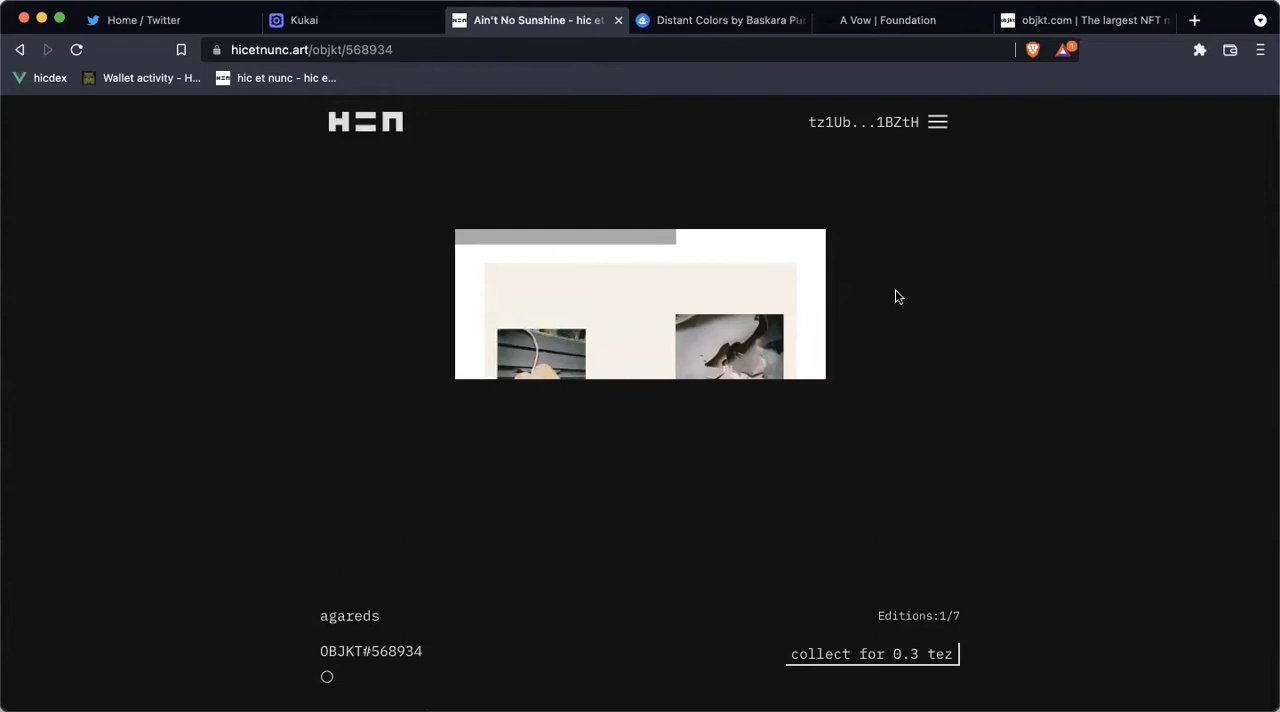 Home / Twitter
Kukai
Ain't No Sunshine - hic et
Distant Colors by Baskara Pur
A Vow | Foundation
objkt.com | The largest NFT n
hicetnunc.art/objkt/568934
1
hicdex
Wallet activity - H...
hic et nunc - hic e...
tz1Ub...1BZtH
agareds
Editions:1/7
OBJKT#568934
collect for 0.3 tez